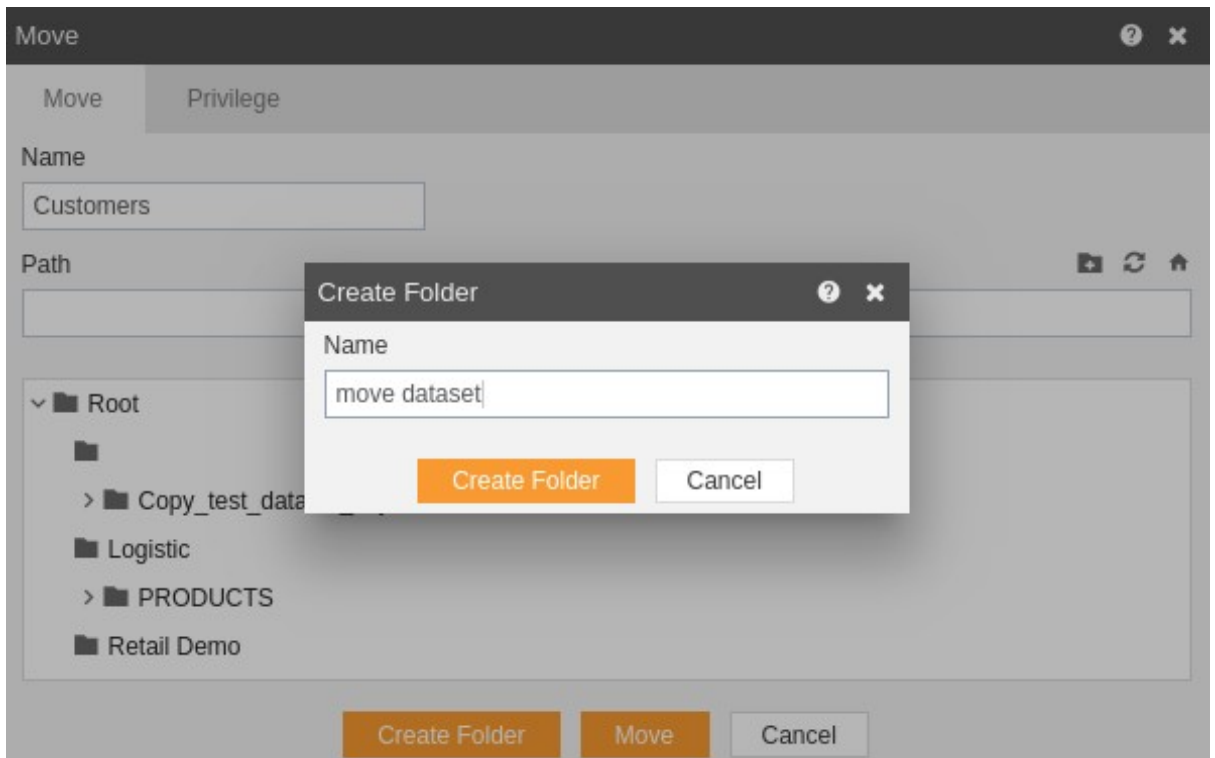 Move
Move Privilege
Name
Customers
Path
Create Folder
Name
move dataset
Create Folder Cancel
Root
Logistic
PRODUCTS
Retail Demo
Create Folder Move Cancel